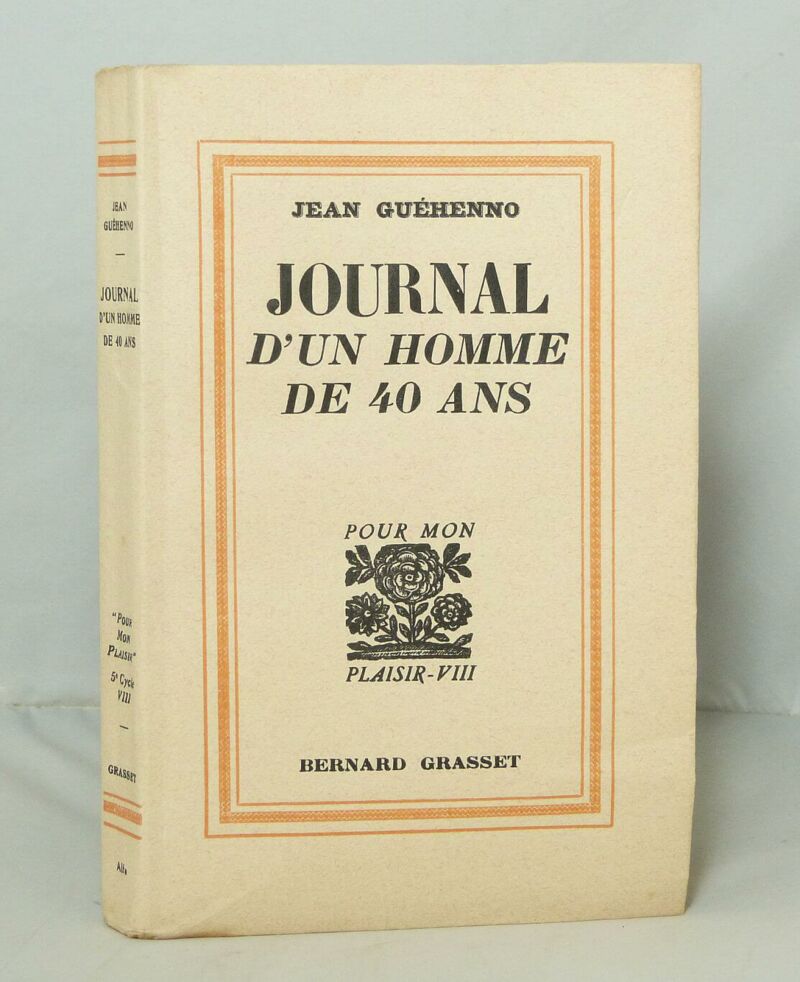 JEAN GUÉHENNO
JOURNAL
D'UN HOMME
DE 40 ANS
POUR MON
PLAISIR-VIII
BERNARD GRASSET
JEAN
GUÉHENNO
JOURNAL
D'UN HOMME
DE 40 ANS
"POUR
MON
PLAISIR"
5e Cycle
VIII
GRASSET
Alfa